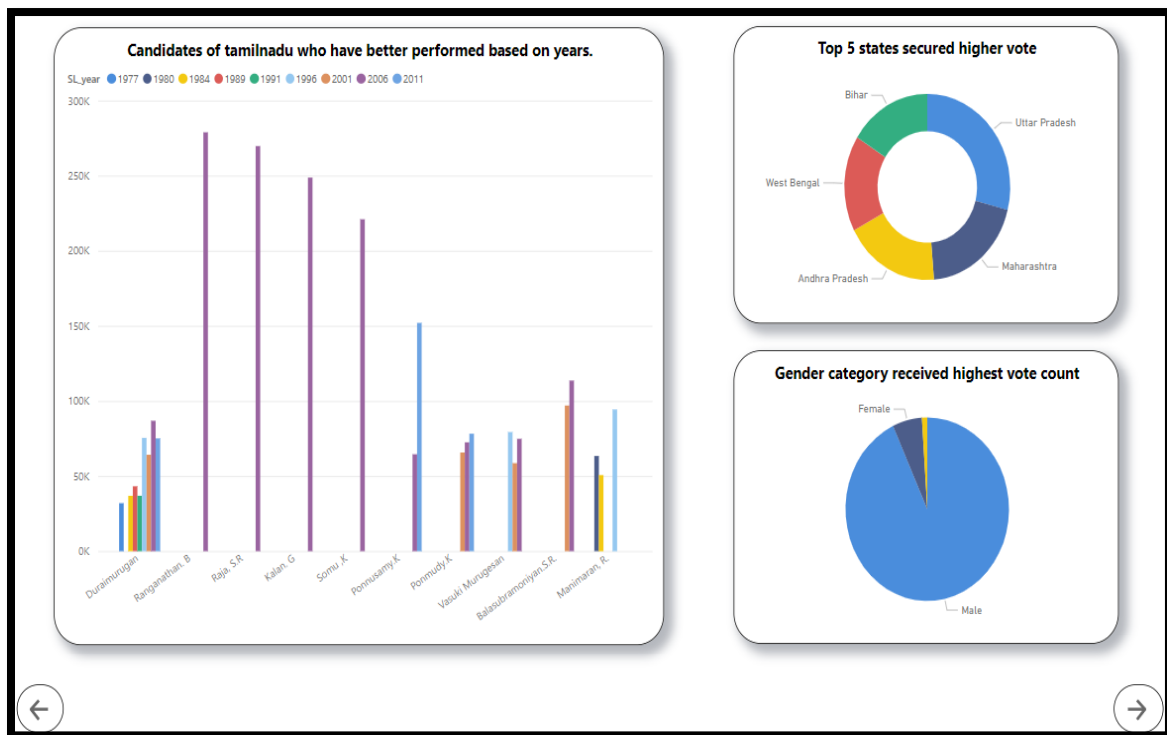 Candidates of tamilnadu who have better performed based on years.
SL_year 1977 1980 1984 1989 1991 1996 2001 2006 2011
300K
250K
200K
150K
100K
50K
0K
Duraimurugan
Ranganathan. B
Raja, S.R
Kalan. G
Somu .K
Ponnusamy.K
Ponmudy.K
Vasuki Murugesan
Balasubramoniyan.S.R.
Manimaran, R.
Top 5 states secured higher vote
Bihar
Uttar Pradesh
West Bengal
Andhra Pradesh
Maharashtra
Gender category received highest vote count
Female
Male